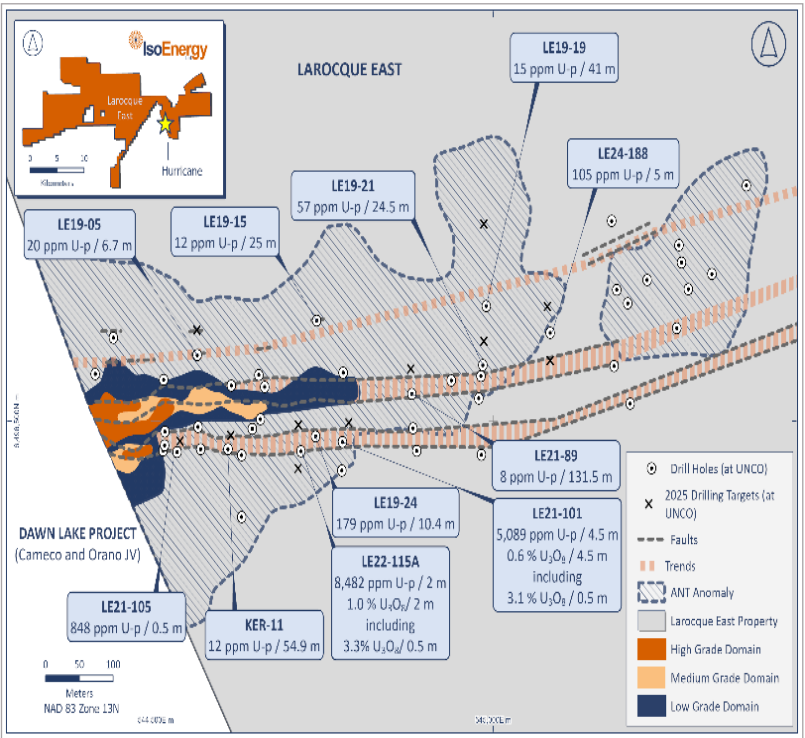 IsoEnergy
Larocque
East
Hurricane
0 5 10
Kilometers
LAROCQUE EAST
LE19-19
15 ppm U-p / 41 m
LE24-188
105 ppm U-p / 5 m
LE19-21
57 ppm U-p / 24.5 m
LE19-15
12 ppm U-p / 25 m
LE19-05
20 ppm U-p / 6.7 m
LE21-89
8 ppm U-p / 131.5 m
LE19-24
179 ppm U-p / 10.4 m
LE21-101
5,089 ppm U-p / 4.5 m
0.6 % U₃O₈ / 4.5 m
including
3.1 % U₃O₈ / 0.5 m
LE22-115A
8,482 ppm U-p / 2 m
1.0 % U₃O₈/ 2 m
including
3.3% U₃O₈/ 0.5 m
DAWN LAKE PROJECT
(Cameco and Orano JV)
LE21-105
848 ppm U-p / 0.5 m
KER-11
12 ppm U-p / 54.9 m
0 50 100
Meters
NAD 83 Zone 13N
Drill Holes (at UNCO)
2025 Drilling Targets (at
UNCO)
Faults
Trends
ANT Anomaly
Larocque East Property
High Grade Domain
Medium Grade Domain
Low Grade Domain